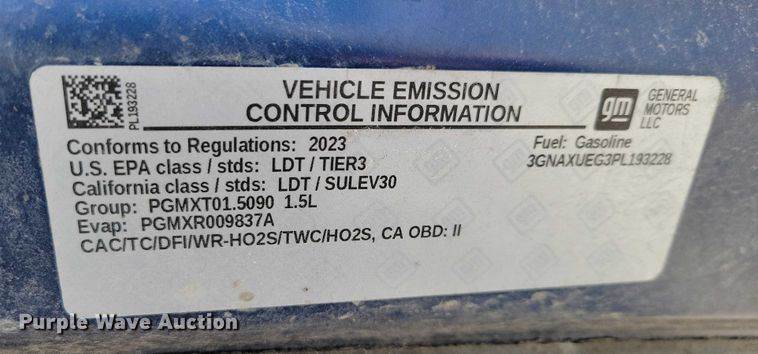 PL193228
VEHICLE EMISSION
CONTROL INFORMATION
gm
GENERAL
MOTORS
LLC
Conforms to Regulations: 2023
U.S. EPA class / stds: LDT / TIER3
California class / stds: LDT / SULEV30
Group: PGMXT01.5090 1.5L
Evap: PGMXR009837A
CAC/TC/DFI/WR-HO2S/TWC/HO2S, CA OBD: II
Fuel: Gasoline
3GNAXUEG3PL193228
Purple Wave Auction